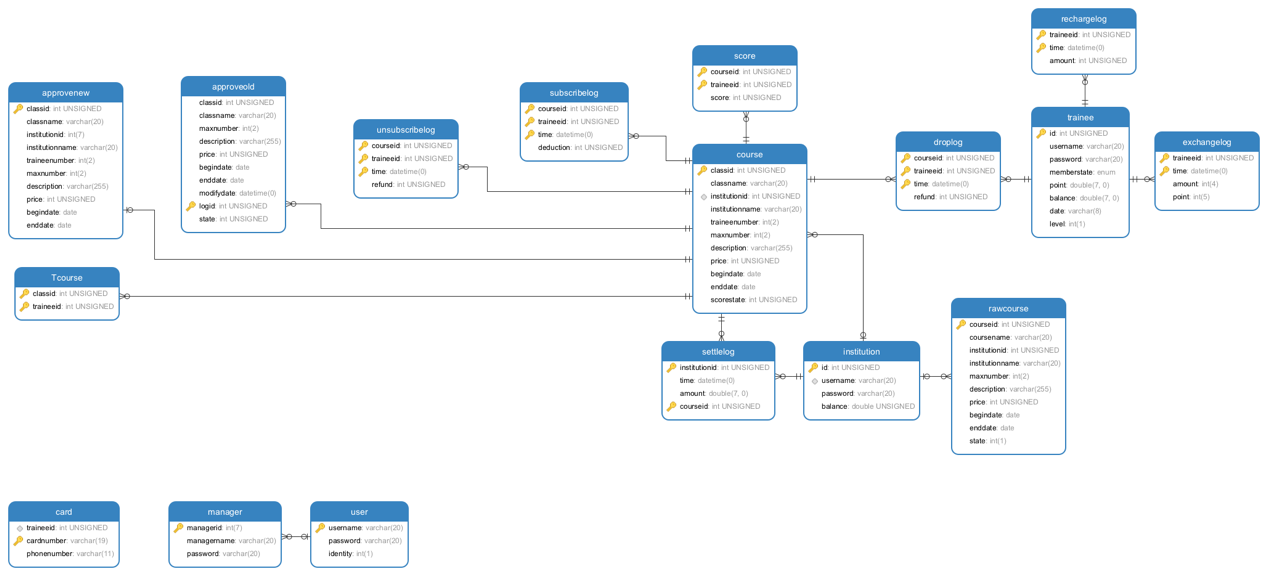 rechargelog
traineeid: int UNSIGNED
time: datetime(0)
amount: int UNSIGNED
score
courseid: int UNSIGNED
traineeid: int UNSIGNED
score: int UNSIGNED
approvenew
classid: int UNSIGNED
classname: varchar(20)
institutionid: int(7)
institutionname: varchar(20)
traineenumber: int(2)
maxnumber: int(2)
description: varchar(255)
price: int UNSIGNED
begindate: date
enddate: date
approveold
classid: int UNSIGNED
classname: varchar(20)
maxnumber: int(2)
description: varchar(255)
price: int UNSIGNED
begindate: date
enddate: date
modifydate: datetime(0)
logid: int UNSIGNED
state: int UNSIGNED
unsubscribelog
courseid: int UNSIGNED
traineeid: int UNSIGNED
time: datetime(0)
refund: int UNSIGNED
subscribelog
courseid: int UNSIGNED
traineeid: int UNSIGNED
time: datetime(0)
deduction: int UNSIGNED
course
classid: int UNSIGNED
classname: varchar(20)
institutionid: int UNSIGNED
institutionname: varchar(20)
traineenumber: int(2)
maxnumber: int(2)
description: varchar(255)
price: int UNSIGNED
begindate: date
enddate: date
scorestate: int UNSIGNED
droplog
courseid: int UNSIGNED
traineeid: int UNSIGNED
time: datetime(0)
refund: int UNSIGNED
trainee
id: int UNSIGNED
username: varchar(20)
password: varchar(20)
memberstate: enum
point: double(7, 0)
balance: double(7, 0)
date: varchar(8)
level: int(1)
exchangelog
traineeid: int UNSIGNED
time: datetime(0)
amount: int(4)
point: int(5)
Tcourse
classid: int UNSIGNED
traineeid: int UNSIGNED
settlelog
institutionid: int UNSIGNED
time: datetime(0)
amount: double(7, 0)
courseid: int UNSIGNED
institution
id: int UNSIGNED
username: varchar(20)
password: varchar(20)
balance: double UNSIGNED
rawcourse
courseid: int UNSIGNED
coursename: varchar(20)
institutionid: int UNSIGNED
institutionname: varchar(20)
maxnumber: int(2)
description: varchar(255)
price: int UNSIGNED
begindate: date
enddate: date
state: int(1)
card
traineeid: int UNSIGNED
cardnumber: varchar(19)
phonenumber: varchar(11)
manager
managerid: int(7)
managername: varchar(20)
password: varchar(20)
user
username: varchar(20)
password: varchar(20)
identity: int(1)